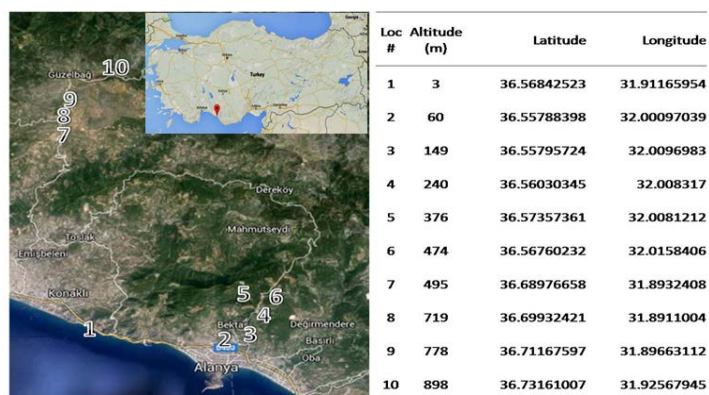 10
Güzelbağ
9
8
7
Turkey
Dereköy
Mahmutseydi
Toslak
Emişbeleni
Konaklı
5
6
4
1
Bekta
3
Değirmendere
2
Basırlı
Oba
Alanya
Loc # Altitude (m) Latitude Longitude
1 3 36.56842523 31.91165954
2 60 36.55788398 32.00097039
3 149 36.55795724 32.0096983
4 240 36.56030345 32.008317
5 376 36.57357361 32.0081212
6 474 36.56760232 32.0158406
7 495 36.68976658 31.8932408
8 719 36.69932421 31.8911004
9 778 36.71167597 31.89663112
10 898 36.73161007 31.92567945